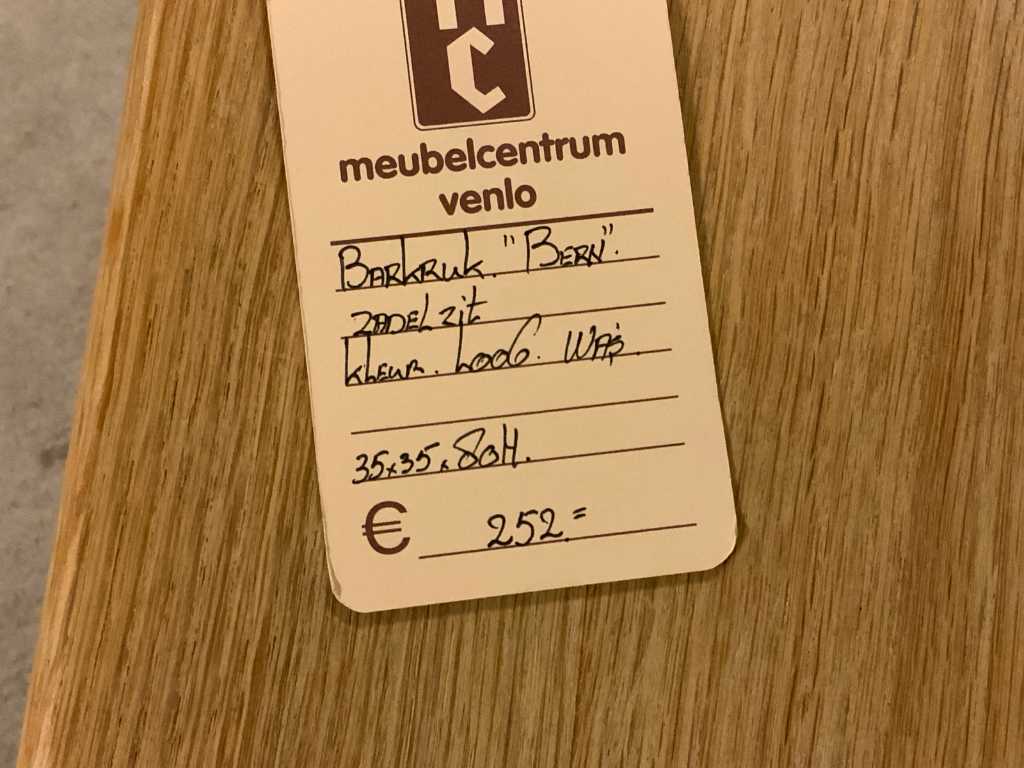 MC
meubelcentrum
venlo
BARKRUK. "BERN".
ZADELZIT
KLEUR. LOOG. WAS.
35x35x80H.
€ 252.=